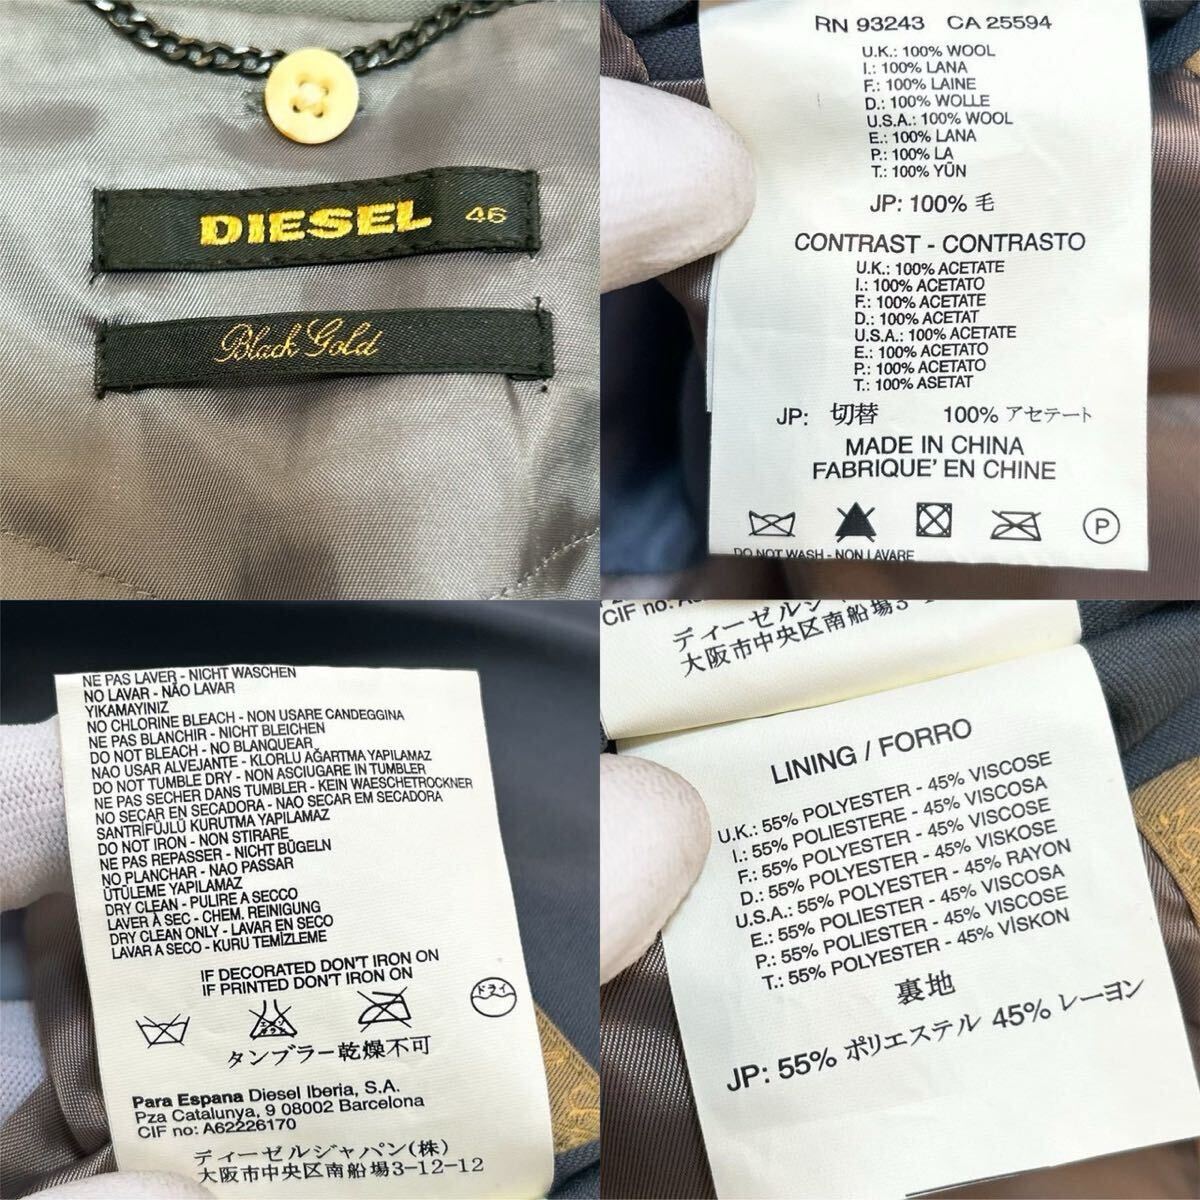 DIESEL 46
Black Gold
RN 93243 CA 25594
U.K.: 100% WOOL
I.: 100% LANA
F.: 100% LAINE
D.: 100% WOLLE
U.S.A.: 100% WOOL
E.: 100% LANA
P.: 100% LA
T.: 100% YÜN
JP: 100% 毛
CONTRAST - CONTRASTO
U.K.: 100% ACETATE
I.: 100% ACETATO
F.: 100% ACETATE
D.: 100% ACETAT
U.S.A.: 100% ACETATE
E.: 100% ACETATO
P.: 100% ACETATO
T.: 100% ASETAT
JP: 切替 100% アセテート
MADE IN CHINA
FABRIQUE' EN CHINE
P
DO NOT WASH - NON LAVARE
NE PAS LAVER - NICHT WASCHEN
NO LAVAR - NÃO LAVAR
YIKAMAYINIZ
NO CHLORINE BLEACH - NON USARE CANDEGGINA
NE PAS BLANCHIR - NICHT BLEICHEN
DO NOT BLEACH - NO BLANQUEAR
NAO USAR ALVEJANTE - KLORLU AĞARTMA YAPILAMAZ
DO NOT TUMBLE DRY - NON ASCIUGARE IN TUMBLER
NE PAS SECHER DANS TUMBLER - KEIN WAESCHETROCKNER
NO SECAR EN SECADORA - NAO SECAR EM SECADORA
SANTRİFÜJLÜ KURUTMA YAPILAMAZ
DO NOT IRON - NON STIRARE
NE PAS REPASSER - NICHT BÜGELN
NO PLANCHAR - NAO PASSAR
ÜTÜLEME YAPILAMAZ
DRY CLEAN - PULIRE A SECCO
LAVER À SEC - CHEM. REINIGUNG
DRY CLEAN ONLY - LAVAR EN SECO
LAVAR A SECO - KURU TEMİZLEME
IF DECORATED DON'T IRON ON
IF PRINTED DON'T IRON ON
エンソ
サラシ
ドライ
タンブラー乾燥不可
Para Espana Diesel Iberia, S.A.
Pza Catalunya, 9 08002 Barcelona
CIF no: A62226170
ディーゼルジャパン(株)
大阪市中央区南船場3-12-12
CIF no:
ディーゼルジャパン
大阪市中央区南船場3-1
LINING / FORRO
U.K.: 55% POLYESTER - 45% VISCOSE
I.: 55% POLIESTERE - 45% VISCOSA
F.: 55% POLYESTER - 45% VISCOSE
D.: 55% POLYESTER - 45% VISKOSE
U.S.A.: 55% POLYESTER - 45% RAYON
E.: 55% POLIESTER - 45% VISCOSA
P.: 55% POLIESTER - 45% VISCOSE
T.: 55% POLYESTER - 45% VİSKON
裏地
JP: 55% ポリエステル 45% レーヨン